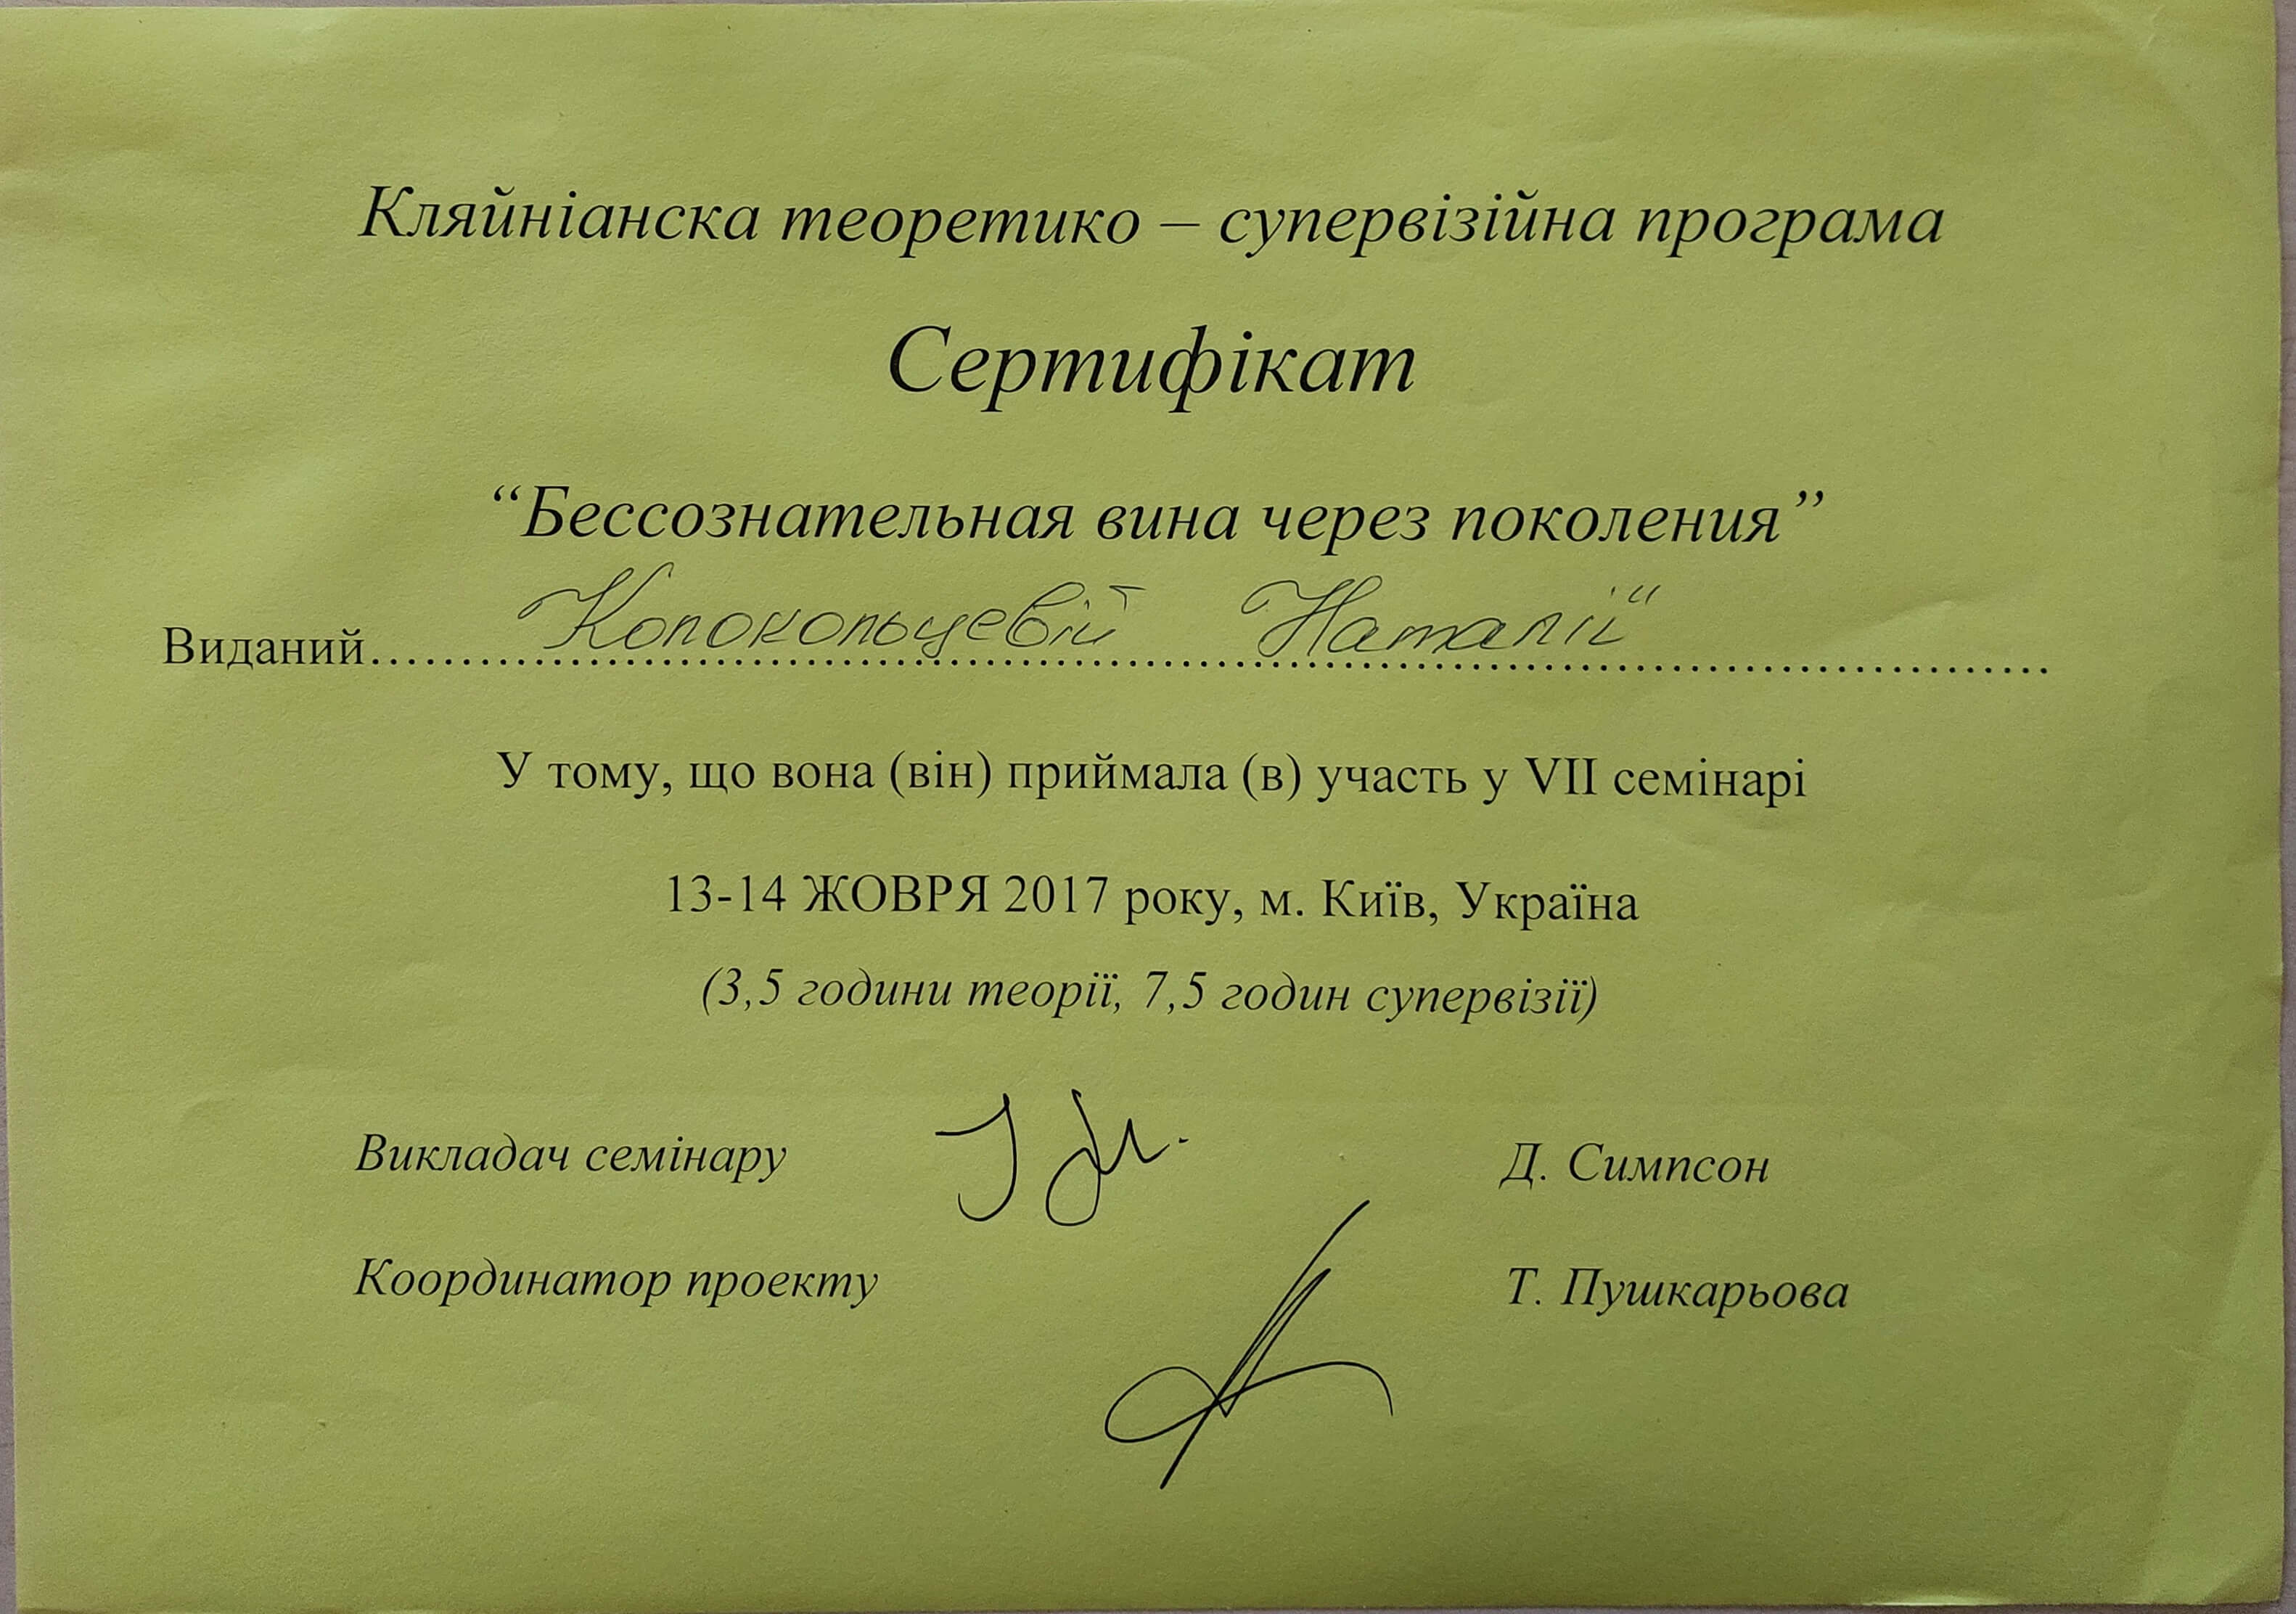 Кляйніанска теоретико – супервізійна програма
Сертифікат
“Бессознательная вина через поколения”
Виданий.......Колокольцевій Наталії.......
У тому, що вона (він) приймала (в) участь у VII семінарі
13-14 ЖОВРЯ 2017 року, м. Київ, Україна
(3,5 години теорії, 7,5 годин супервізії)
Викладач семінару Д. Симпсон
Координатор проекту Т. Пушкарьова